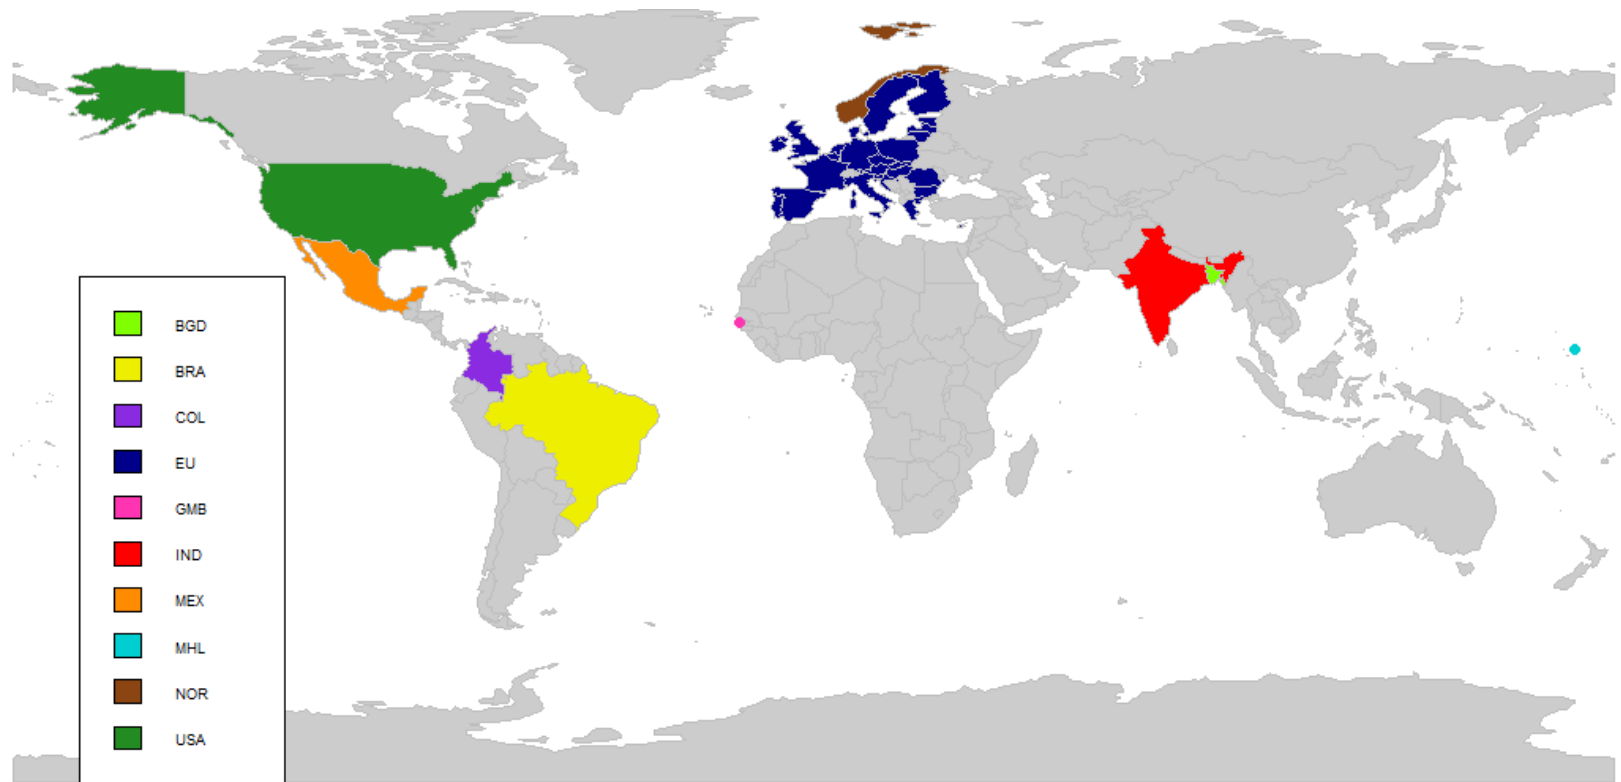 BGD
BRA
COL
EU
GMB
IND
MEX
MHL
NOR
USA